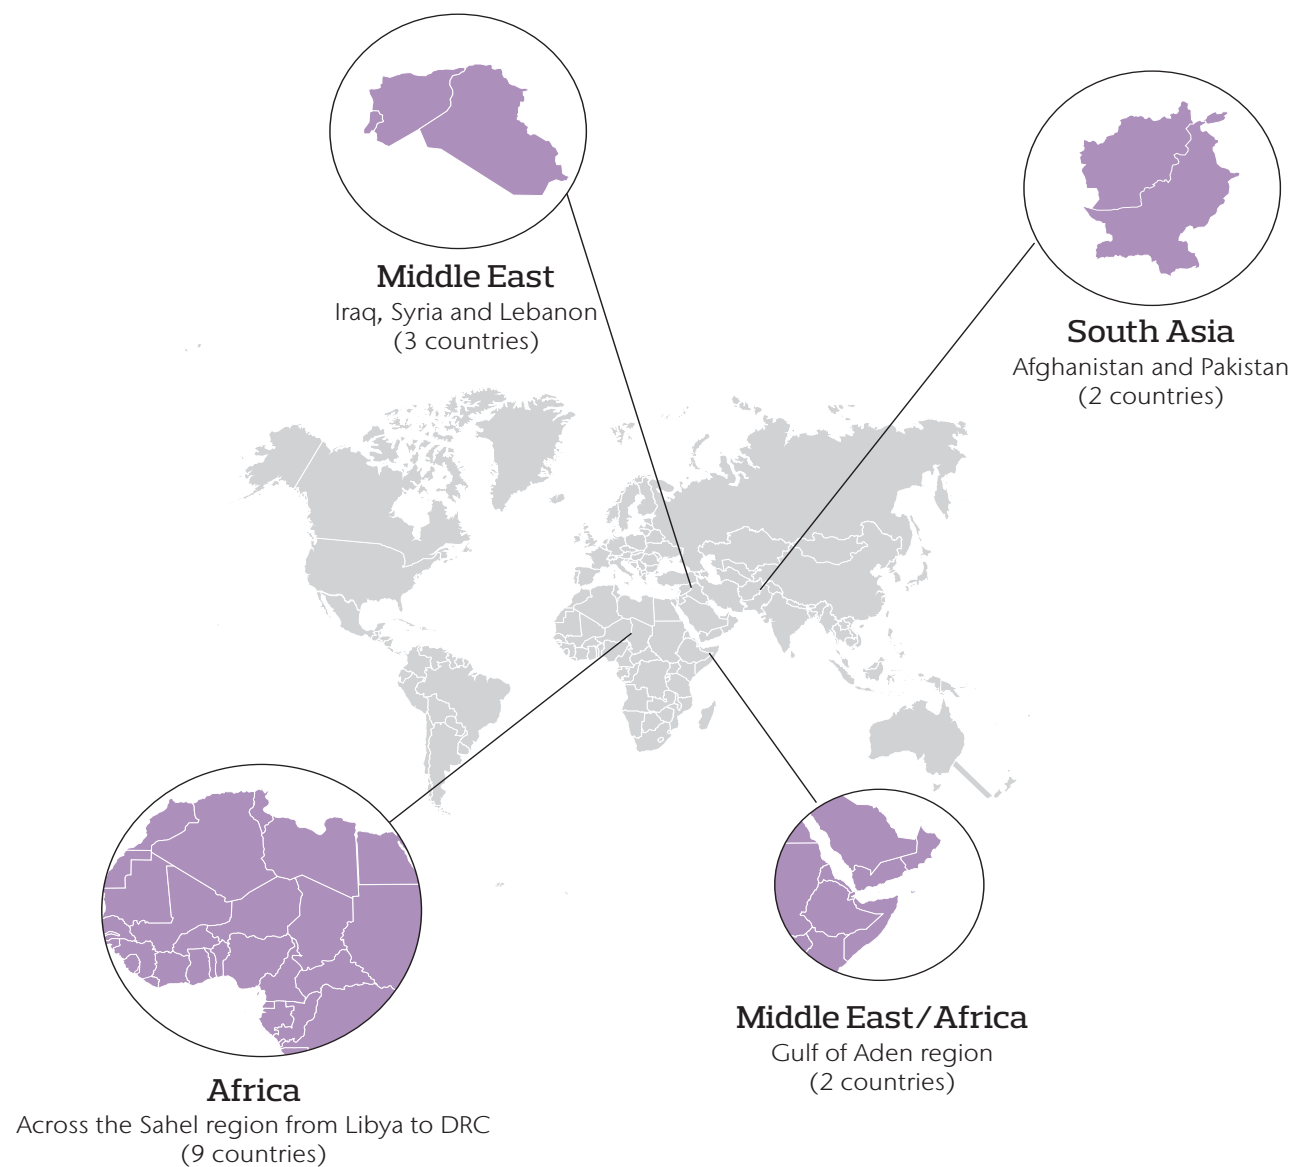 Middle East
Iraq, Syria and Lebanon
(3 countries)
South Asia
Afghanistan and Pakistan
(2 countries)
Middle East/Africa
Gulf of Aden region
(2 countries)
Africa
Across the Sahel region from Libya to DRC
(9 countries)